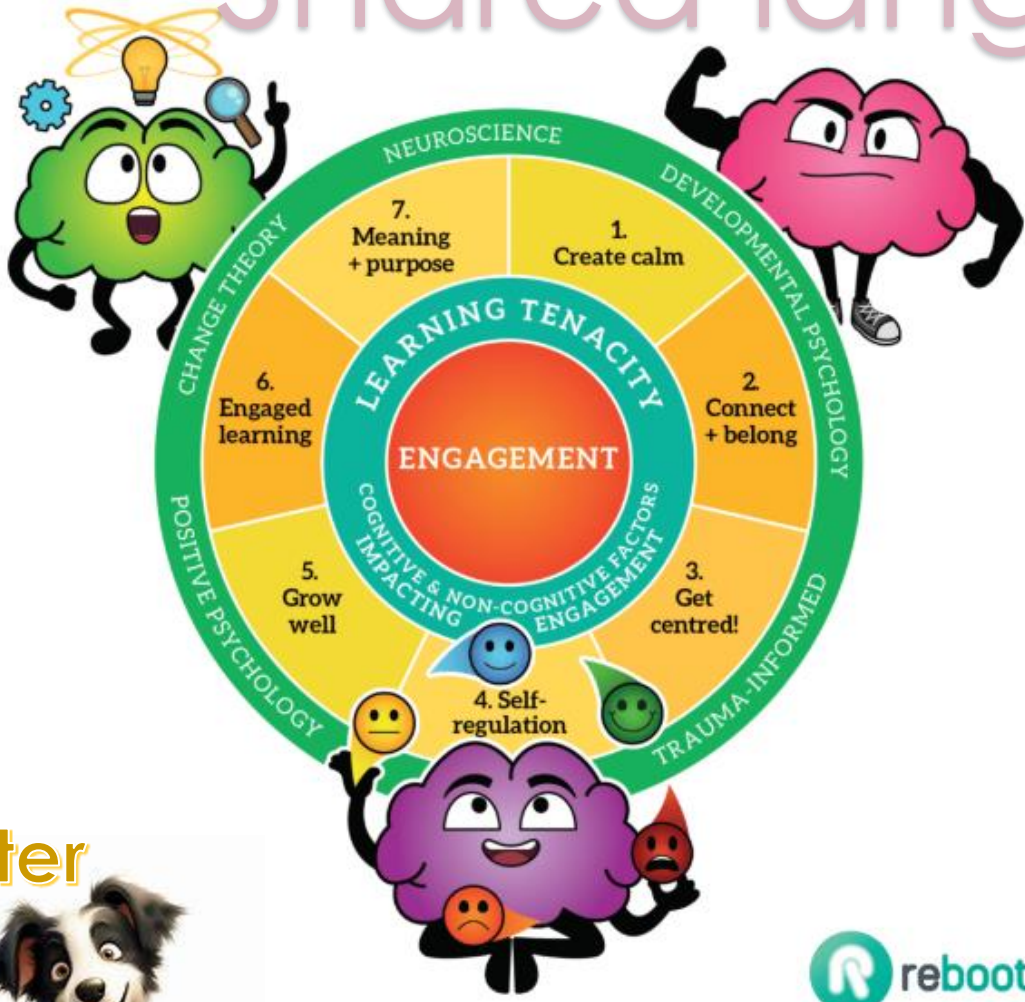 shared lang
NEUROSCIENCE
DEVELOPMENTAL PSYCHOLOGY
TRAUMA-INFORMED
POSITIVE PSYCHOLOGY
CHANGE THEORY
1.
Create calm
2.
Connect
+ belong
3.
Get
centred!
4. Self-
regulation
5.
Grow
well
6.
Engaged
learning
7.
Meaning
+ purpose
LEARNING TENACITY
COGNITIVE & NON-COGNITIVE FACTORS
IMPACTING ENGAGEMENT
ENGAGEMENT
ter
reboot